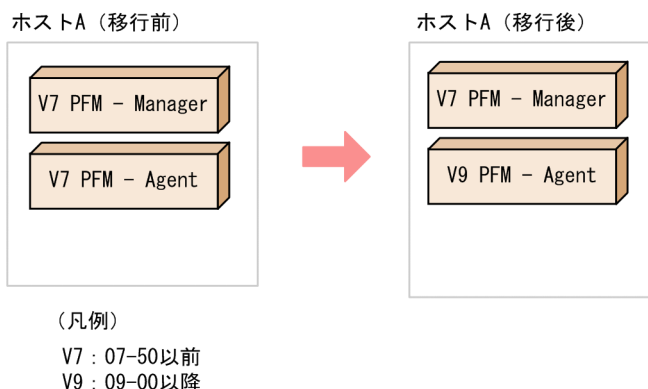 ホストA（移行前）
V7 PFM − Manager
V7 PFM − Agent
ホストA（移行後）
V7 PFM − Manager
V9 PFM − Agent
（凡例）
V7：07-50以前
V9：09-00以降